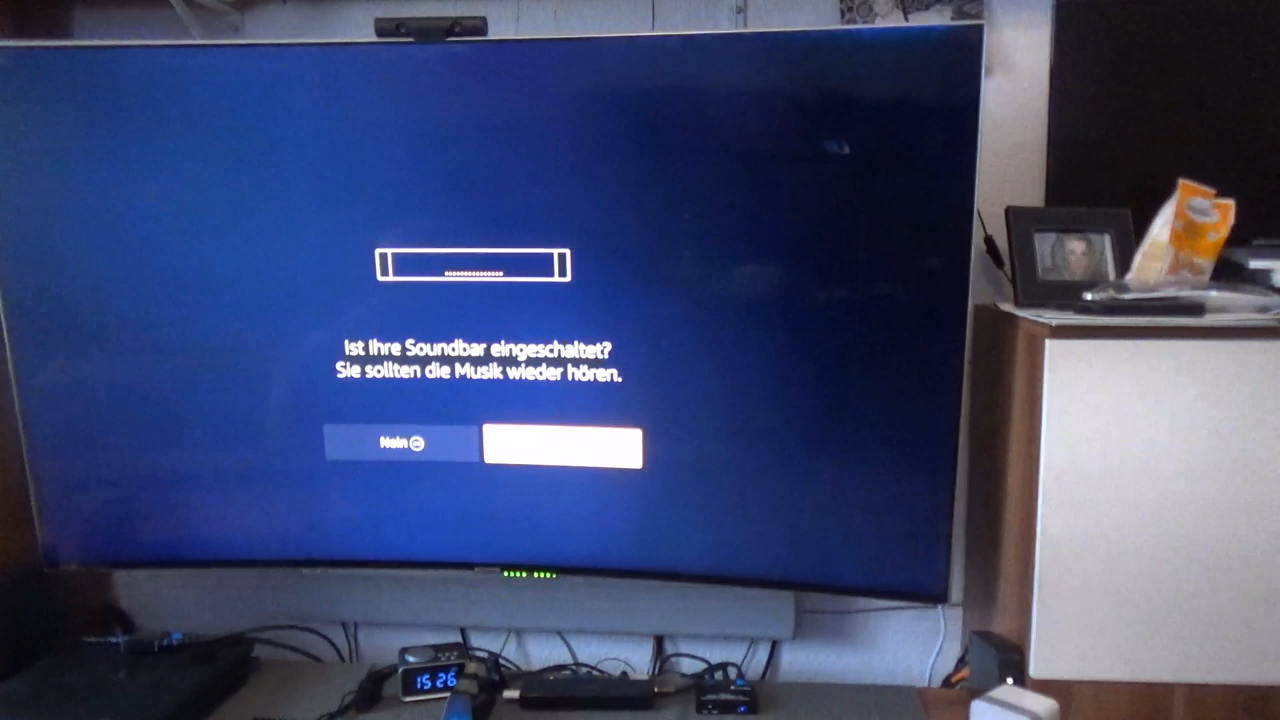 Ist Ihre Soundbar eingeschaltet?
Sie sollten die Musik wieder hören.
Nein
15 26